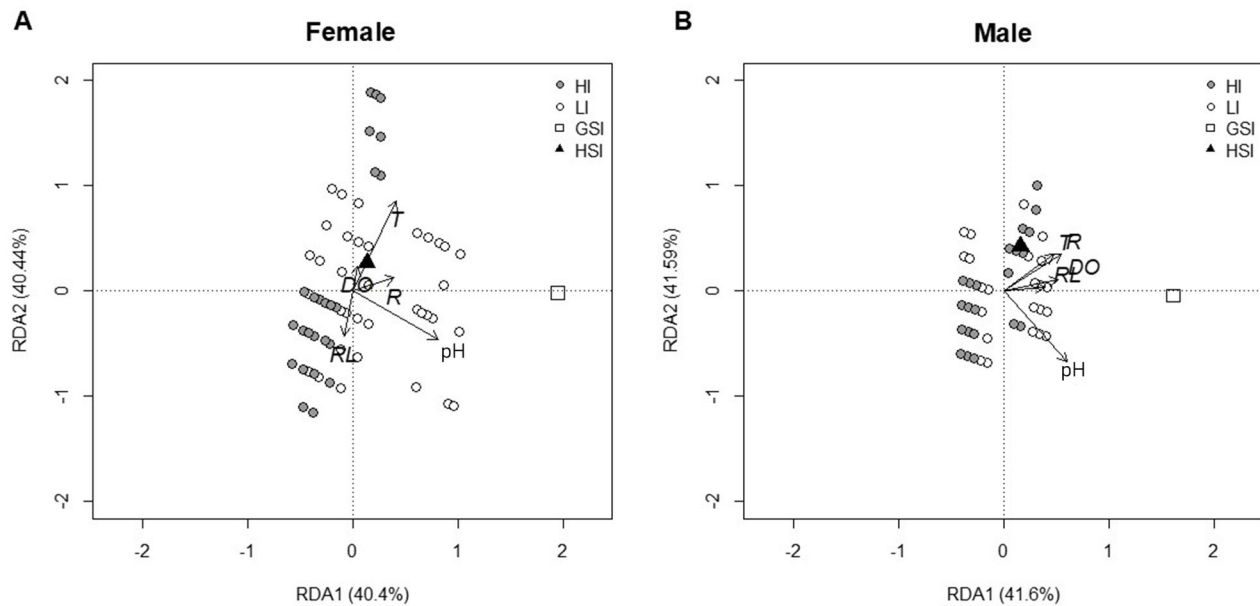 A
Female
HI
LI
GSI
HSI
T
DO
R
RL
pH
2
1
0
-1
-2
RDA2 (40.44%)
-2
-1
0
1
2
RDA1 (40.4%)
B
Male
HI
LI
GSI
HSI
T
R
DO
RL
pH
2
1
0
-1
-2
RDA2 (41.59%)
-2
-1
0
1
2
RDA1 (41.6%)